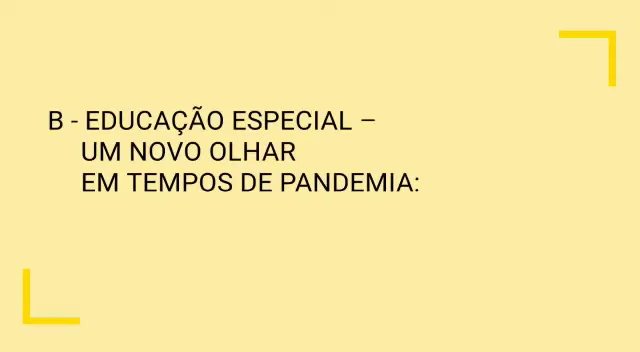 B - EDUCAÇÃO ESPECIAL –
UM NOVO OLHAR
EM TEMPOS DE PANDEMIA: